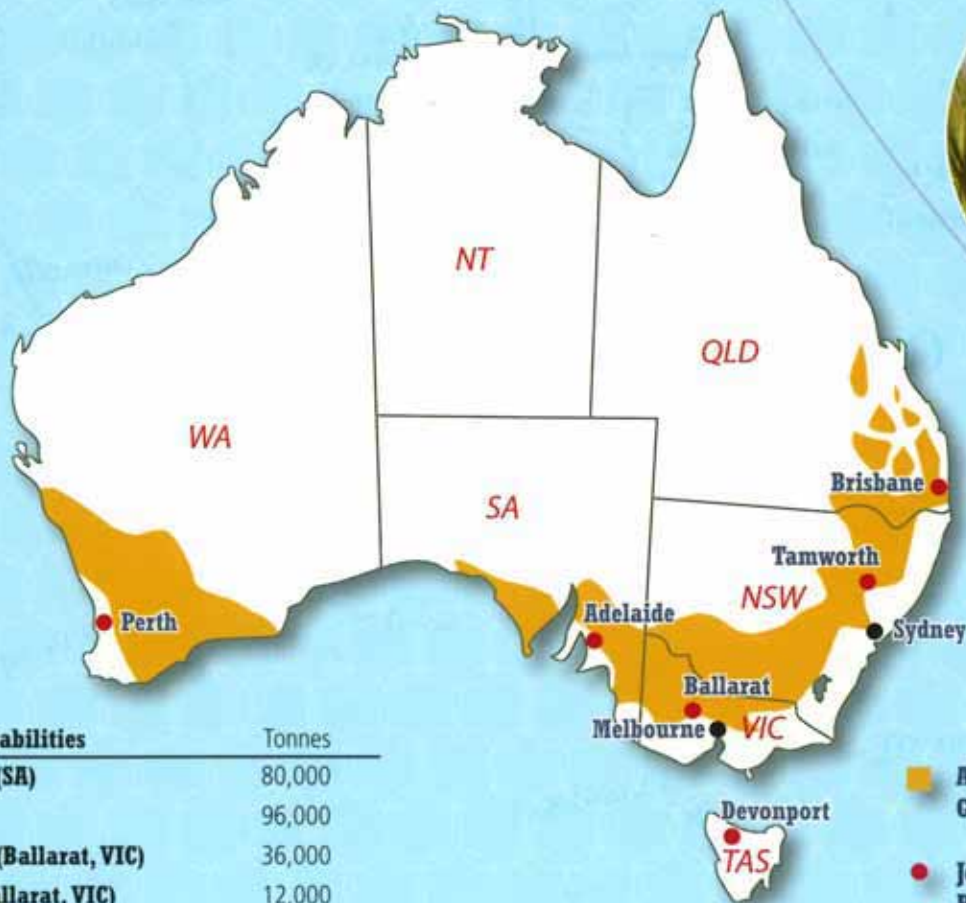 NT
QLD
WA
SA
Brisbane
Tamworth
NSW
Perth
Adelaide
Sydney
Ballarat
Melbourne
VIC
Devonport
TAS
abilities Tonnes
(SA) 80,000
96,000
(Ballarat, VIC) 36,000
allarat, VIC) 12,000